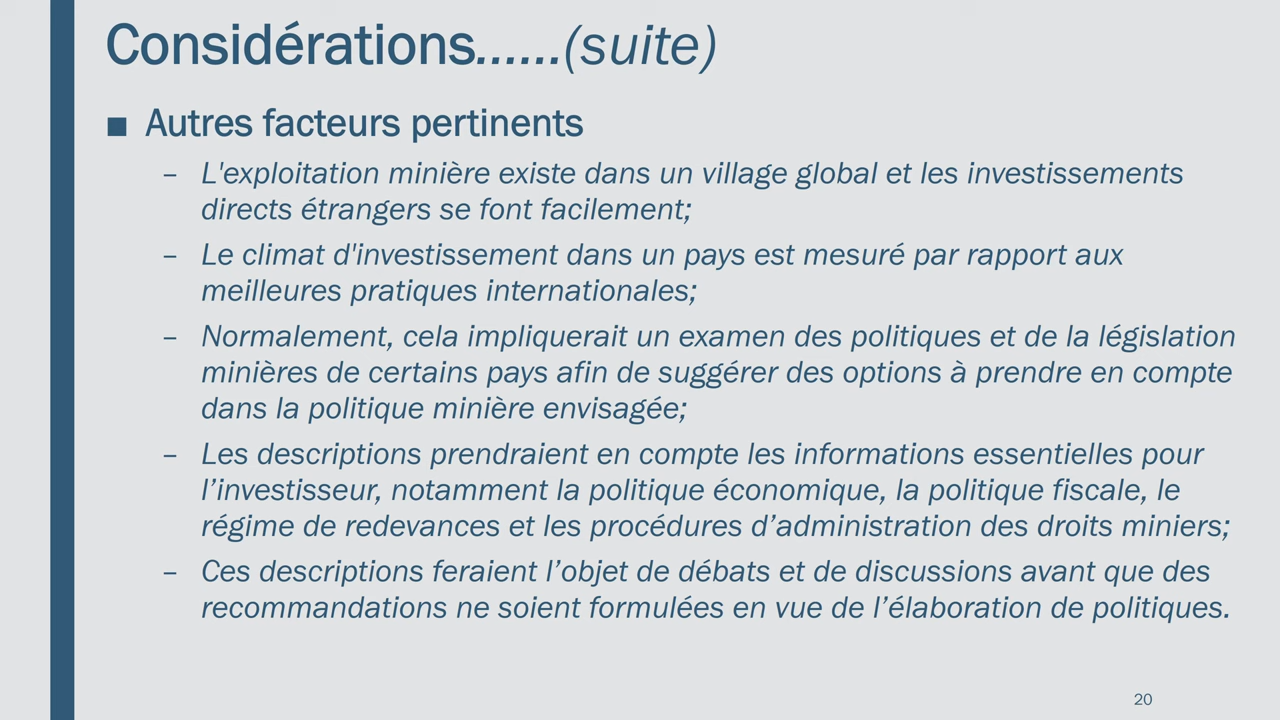 Considérations......(suite)
■ Autres facteurs pertinents
– L'exploitation minière existe dans un village global et les investissements
directs étrangers se font facilement;
– Le climat d'investissement dans un pays est mesuré par rapport aux
meilleures pratiques internationales;
– Normalement, cela impliquerait un examen des politiques et de la législation
minières de certains pays afin de suggérer des options à prendre en compte
dans la politique minière envisagée;
– Les descriptions prendraient en compte les informations essentielles pour
l’investisseur, notamment la politique économique, la politique fiscale, le
régime de redevances et les procédures d’administration des droits miniers;
– Ces descriptions feraient l’objet de débats et de discussions avant que des
recommandations ne soient formulées en vue de l’élaboration de politiques.
20